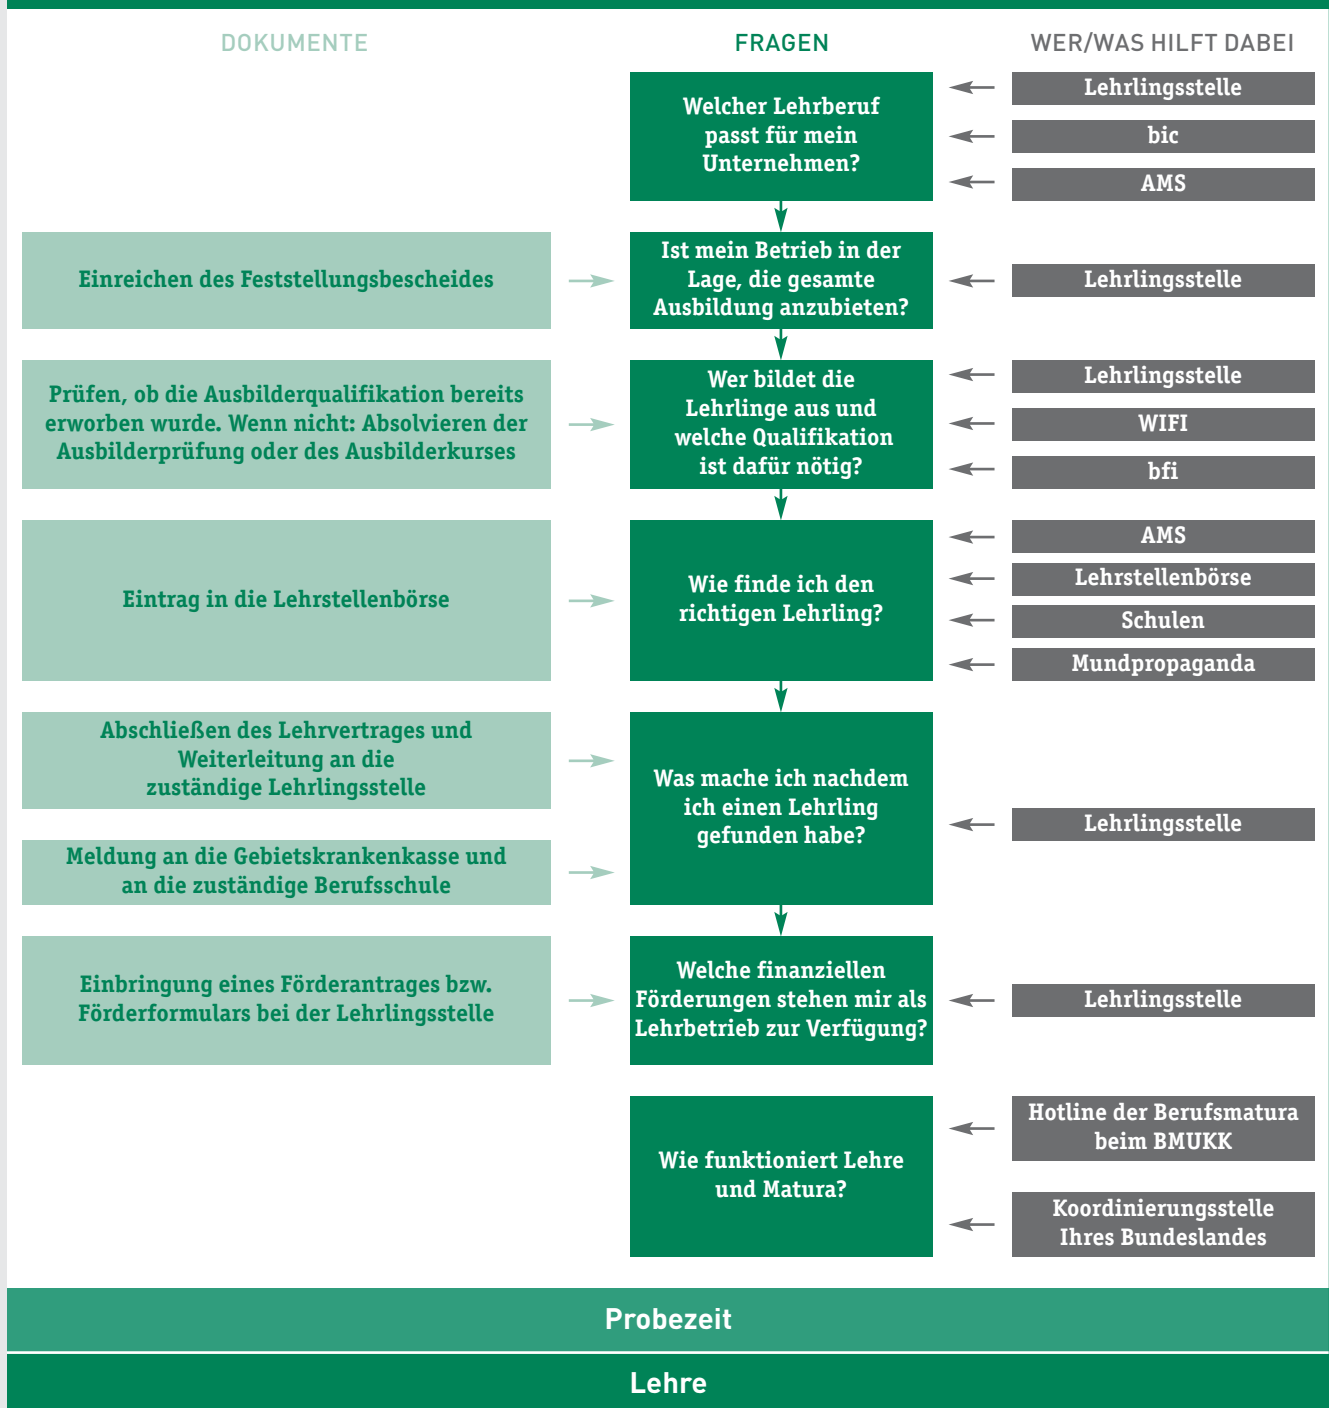 DOKUMENTE
FRAGEN
WER/WAS HILFT DABEI
Welcher Lehrberuf
passt für mein
Unternehmen?
Lehrlingsstelle
bic
AMS
Einreichen des Feststellungsbescheides
Ist mein Betrieb in der
Lage, die gesamte
Ausbildung anzubieten?
Lehrlingsstelle
Prüfen, ob die Ausbilderqualifikation bereits
erworben wurde. Wenn nicht: Absolvieren der
Ausbilderprüfung oder des Ausbilderkurses
Wer bildet die
Lehrlinge aus und
welche Qualifikation
ist dafür nötig?
Lehrlingsstelle
WIFI
bfi
Eintrag in die Lehrstellenbörse
Wie finde ich den
richtigen Lehrling?
AMS
Lehrstellenbörse
Schulen
Mundpropaganda
Abschließen des Lehrvertrages und
Weiterleitung an die
zuständige Lehrlingsstelle
Meldung an die Gebietskrankenkasse und
an die zuständige Berufsschule
Was mache ich nachdem
ich einen Lehrling
gefunden habe?
Lehrlingsstelle
Einbringung eines Förderantrages bzw.
Förderformulars bei der Lehrlingsstelle
Welche finanziellen
Förderungen stehen mir als
Lehrbetrieb zur Verfügung?
Lehrlingsstelle
Wie funktioniert Lehre
und Matura?
Hotline der Berufsmatura
beim BMUKK
Koordinierungsstelle
Ihres Bundeslandes
Probezeit
Lehre